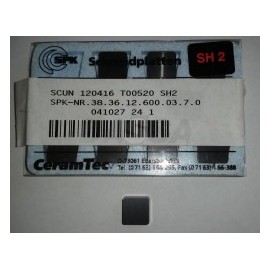 SPK
SH 2
SCUN 120416 T00520 SH2
SPK-NR.38.36.12.600.03.7.0
041027 24 1
CeramTec